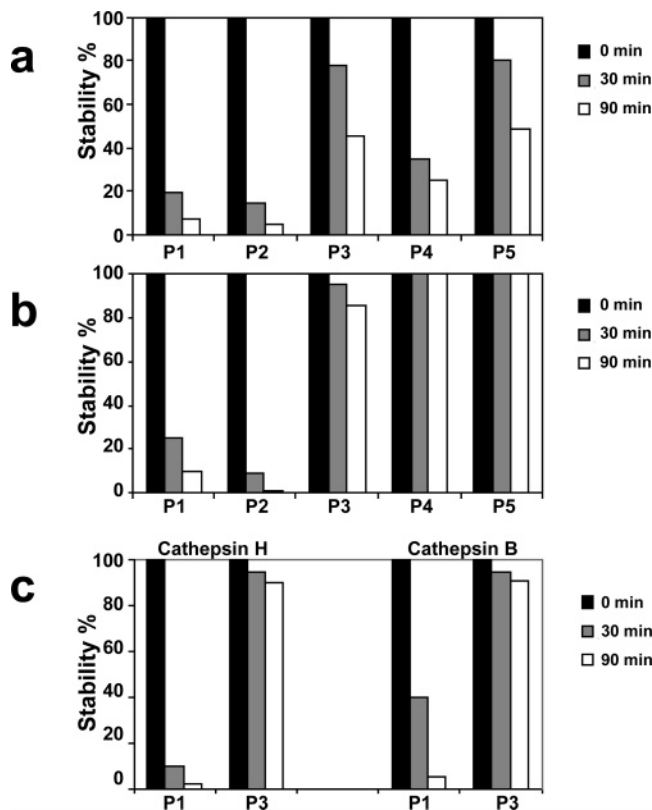 a
Stability %
100
80
60
40
20
0
P1 P2 P3 P4 P5
0 min
30 min
90 min
b
Stability %
100
80
60
40
20
0
P1 P2 P3 P4 P5
0 min
30 min
90 min
c
Cathepsin H Cathepsin B
Stability %
100
80
60
40
20
0
P1 P3 P1 P3
0 min
30 min
90 min